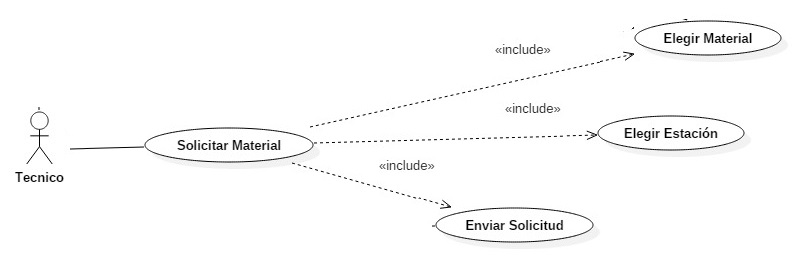 Elegir Material
«include»
«include»
Elegir Estación
Solicitar Material
«include»
Tecnico
Enviar Solicitud